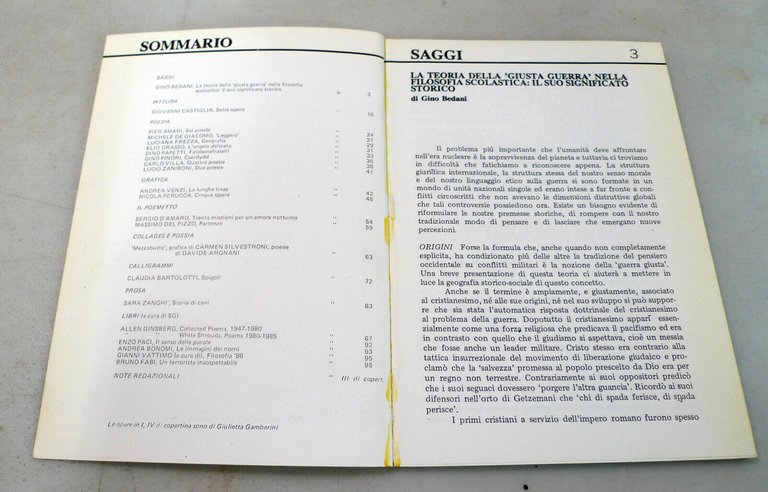 SOMMARIO
SAGGI
GINO BEDANI, La teoria della 'giusta guerra' nella filosofia
scolastica: il suo significato storico p. 3
PITTURA
GIOVANNI CASTIGLIA, Sette opere " 16
POESIA
PIER AMARI, Sei poesie " 24
MICHELE DE GIACOMO, 'Leggera' " 27
LUCIANA FREZZA, Geografie " 29
ELIO GRASSO, L'angelo delicato " 31
DINO PAPETTI, Fatebenefratelli " 33
GINO PINORI, Caerdydd " 36
CARLO VILLA, Quattro poesie " 38
LUCIO ZANIBONI, Due poesie " 41
GRAFICA
ANDREA VENZI, Le lunghe linee " 42
NICOLA PERUCCA, Cinque opere " 48
IL POEMETTO
SERGIO D'AMARO, Trenta mozioni per un amore notturno " 54
MASSIMO DEL PIZZO, Partenze " 59
COLLAGES E POESIA
'Mezzobusto', grafica di CARMEN SILVESTRONI, poesie
di DAVIDE ARGNANI " 63
CALLIGRAMMI
CLAUDIA BARTOLOTTI, Spigoli " 72
PROSA
SARA ZANGHI', Storie di cani " 83
LIBRI (a cura di SG)
ALLEN GINSBERG, Collected Poems, 1947-1980
White Shrouds. Poems 1980-1985 " 87
ENZO PACI, Il senso delle parole " 92
ANDREA BONOMI, Le immagini dei nomi " 93
GIANNI VATTIMO (a cura di), Filosofia '86 " 95
BRUNO FABI, Un terrorista insospettabile " 98
NOTE REDAZIONALI " III di copert.
Le opere in I, IV di copertina sono di Giulietta Gamberini
SAGGI 3
LA TEORIA DELLA 'GIUSTA GUERRA' NELLA
FILOSOFIA SCOLASTICA: IL SUO SIGNIFICATO
STORICO
di Gino Bedani
Il problema più importante che l'umanità deve affrontare
nell'era nucleare è la sopravvivenza del pianeta e tuttavia ci troviamo
in difficoltà che fatichiamo a riconoscere appena. La struttura
giuridica internazionale, la struttura stessa del nostro senso morale
e del nostro linguaggio etico sulla guerra si sono formate in un
mondo di unità nazionali singole ed erano intese a far fronte a con-
flitti circoscritti che non avevano le dimensioni distruttive globali
che tali controversie possiedono ora. Esiste un bisogno evidente di
riformulare le nostre premesse storiche, di rompere con il nostro
tradizionale modo di pensare e di lasciare che emergano nuove
percezioni.
ORIGINI Forse la formula che, anche quando non completamente
esplicita, ha condizionato più delle altre la tradizione del pensiero
occidentale su conflitti militari è la nozione della 'guerra giusta'.
Una breve presentazione di questa teoria ci aiuterà a mettere in
luce la geografia storico-sociale di questo concetto.
Anche se il termine è ampiamente, e giustamente, associato
al cristianesimo, né alle sue origini, né nel suo sviluppo si può suppor-
re che sia stata l'automatica risposta dottrinale del cristianesimo
al problema della guerra. Dopotutto il cristianesimo apparì essen-
zialmente come una forza religiosa che predicava il pacifismo ed era
in contrasto con quello che il giudismo si aspettava, cioè un messia
che fosse anche un leader militare. Cristo stesso era contrario alla
tattica insurrezionale del movimento di liberazione giudaico e pro-
clamò che la 'salvezza' promessa al popolo prescelto da Dio era per
un regno non terrestre. Contrariamente ai suoi oppositori predicò
che i suoi seguaci dovessero 'porgere l'altra guancia'. Ricordò ai suoi
difensori nell'orto di Getzemani che 'chi di spada ferisce, di spada
perisce'.
I primi cristiani a servizio dell'impero romano furono spesso